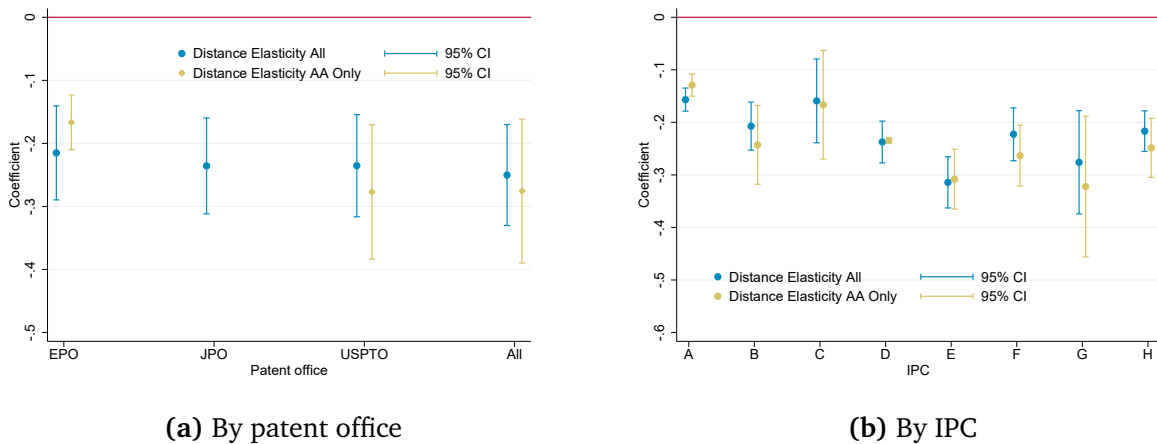 0
-.1
-.2
-.3
-.4
-.5
Coefficient
Distance Elasticity All 95% CI
Distance Elasticity AA Only 95% CI
EPO JPO USPTO All
Patent office
(a) By patent office
0
-.1
-.2
-.3
-.4
-.5
-.6
Coefficient
Distance Elasticity All 95% CI
Distance Elasticity AA Only 95% CI
A B C D E F G H
IPC
(b) By IPC